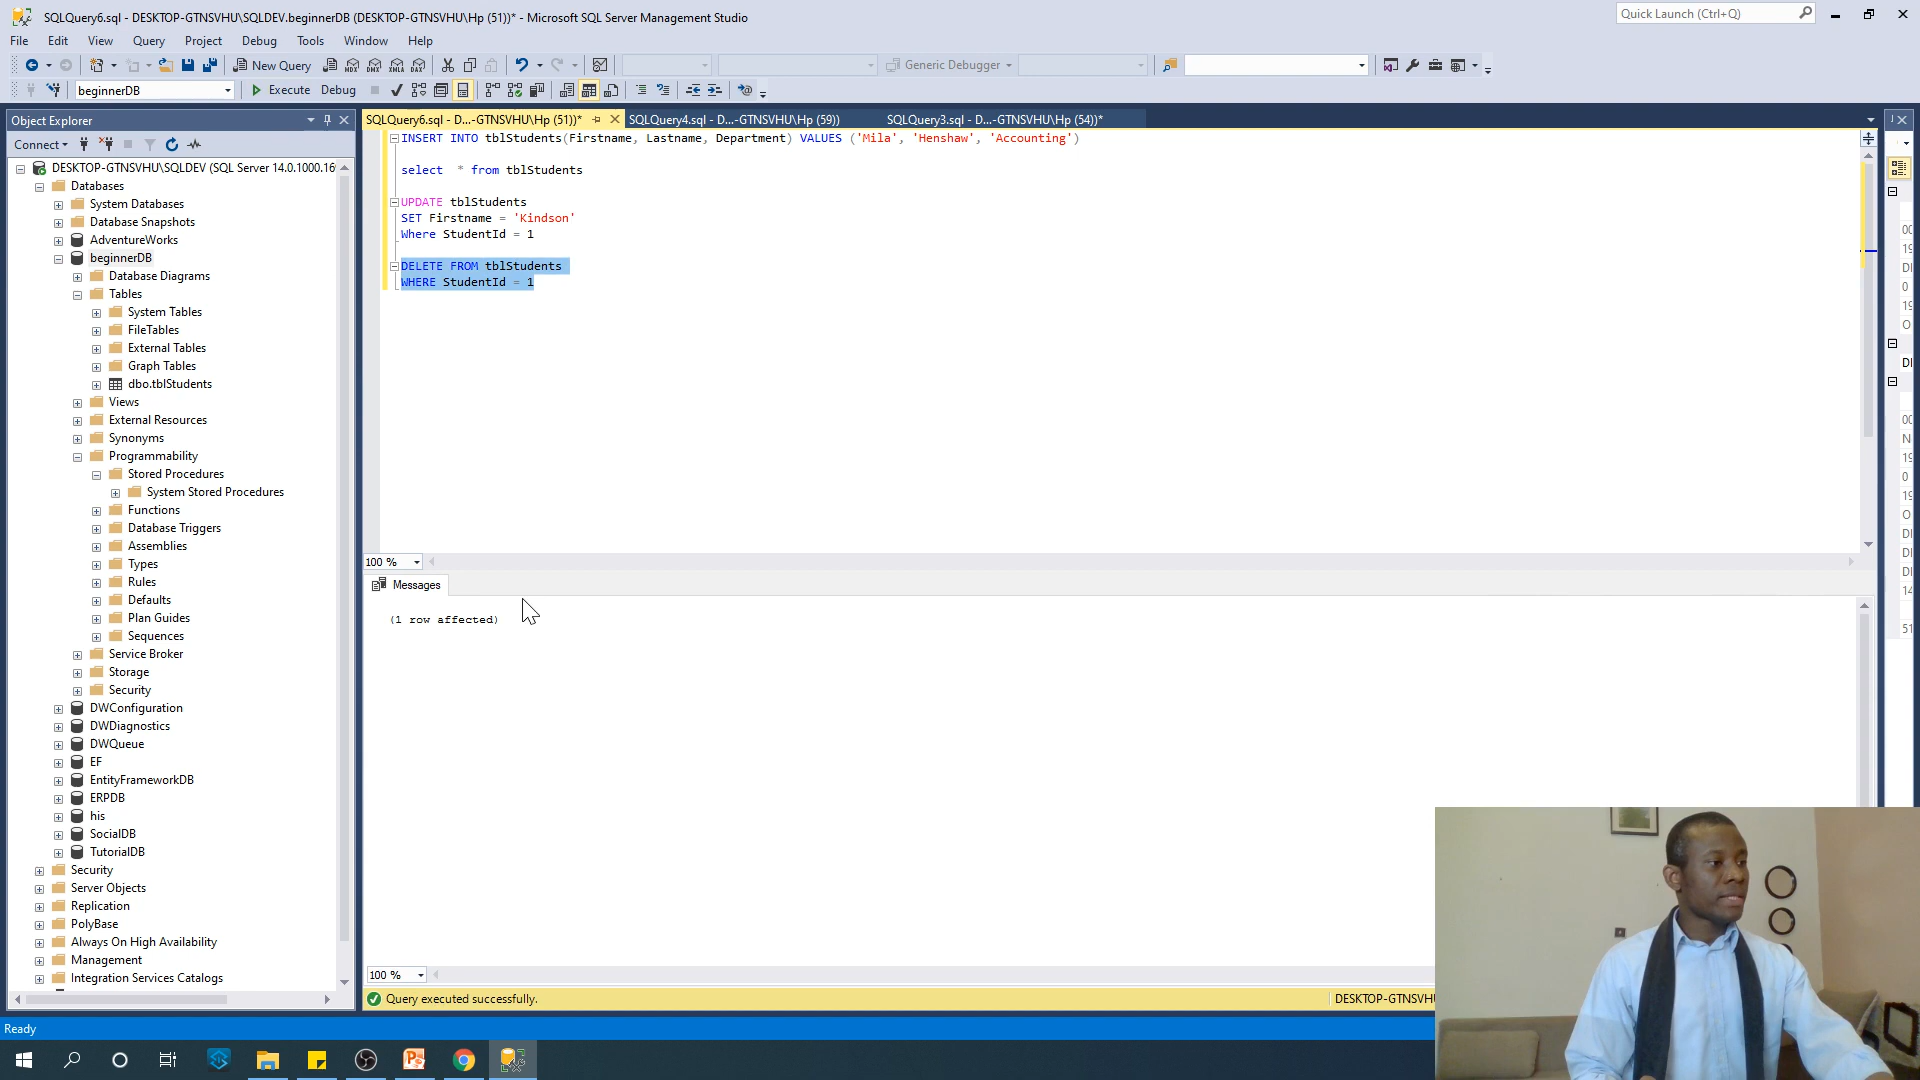 SQLQuery6.sql - DESKTOP-GTNSVHU\SQLDEV.beginnerDB (DESKTOP-GTNSVHU\Hp (51))* - Microsoft SQL Server Management Studio
Quick Launch (Ctrl+Q)
File Edit View Query Project Debug Tools Window Help
New Query
MDX DMX XMLA DAX
Generic Debugger
beginnerDB
Execute Debug
Object Explorer
SQLQuery6.sql - D...-GTNSVHU\Hp (51))*
SQLQuery4.sql - D...-GTNSVHU\Hp (59))
SQLQuery3.sql - D...-GTNSVHU\Hp (54))*
Connect
DESKTOP-GTNSVHU\SQLDEV (SQL Server 14.0.1000.16
Databases
System Databases
Database Snapshots
AdventureWorks
beginnerDB
Database Diagrams
Tables
System Tables
FileTables
External Tables
Graph Tables
dbo.tblStudents
Views
External Resources
Synonyms
Programmability
Stored Procedures
System Stored Procedures
Functions
Database Triggers
Assemblies
Types
Rules
Defaults
Plan Guides
Sequences
Service Broker
Storage
Security
DWConfiguration
DWDiagnostics
DWQueue
EF
EntityFrameworkDB
ERPDB
his
SocialDB
TutorialDB
Security
Server Objects
Replication
PolyBase
Always On High Availability
Management
Integration Services Catalogs
INSERT INTO tblStudents(Firstname, Lastname, Department) VALUES ('Mila', 'Henshaw', 'Accounting')
select * from tblStudents
UPDATE tblStudents
SET Firstname = 'Kindson'
Where StudentId = 1
DELETE FROM tblStudents
WHERE StudentId = 1
100 %
Messages
(1 row affected)
100 %
Query executed successfully.
DESKTOP-GTNSVHU
Ready